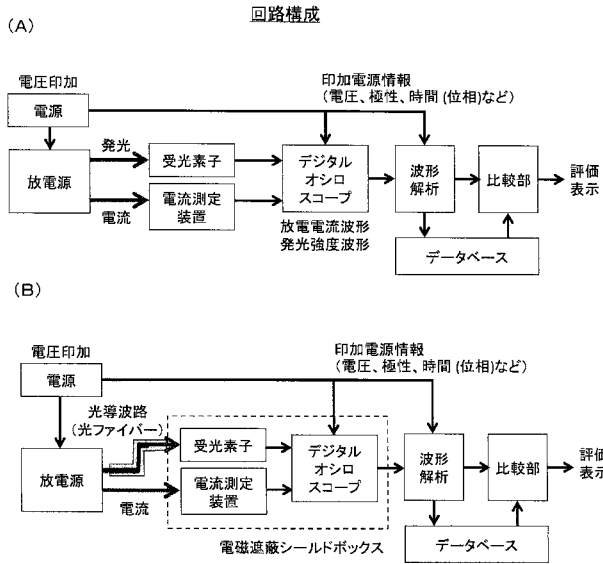 回路構成
(A)
電圧印加
電源
印加電源情報
(電圧、極性、時間 (位相)など)
放電源
発光
電流
受光素子
電流測定
装置
デジタル
オシロ
スコープ
放電電流波形
発光強度波形
波形
解析
比較部
評価
表示
データベース
(B)
電圧印加
電源
印加電源情報
(電圧、極性、時間 (位相)など)
光導波路
(光ファイバー)
放電源
電流
受光素子
電流測定
装置
デジタル
オシロ
スコープ
電磁遮蔽シールドボックス
波形
解析
比較部
評価
表示
データベース